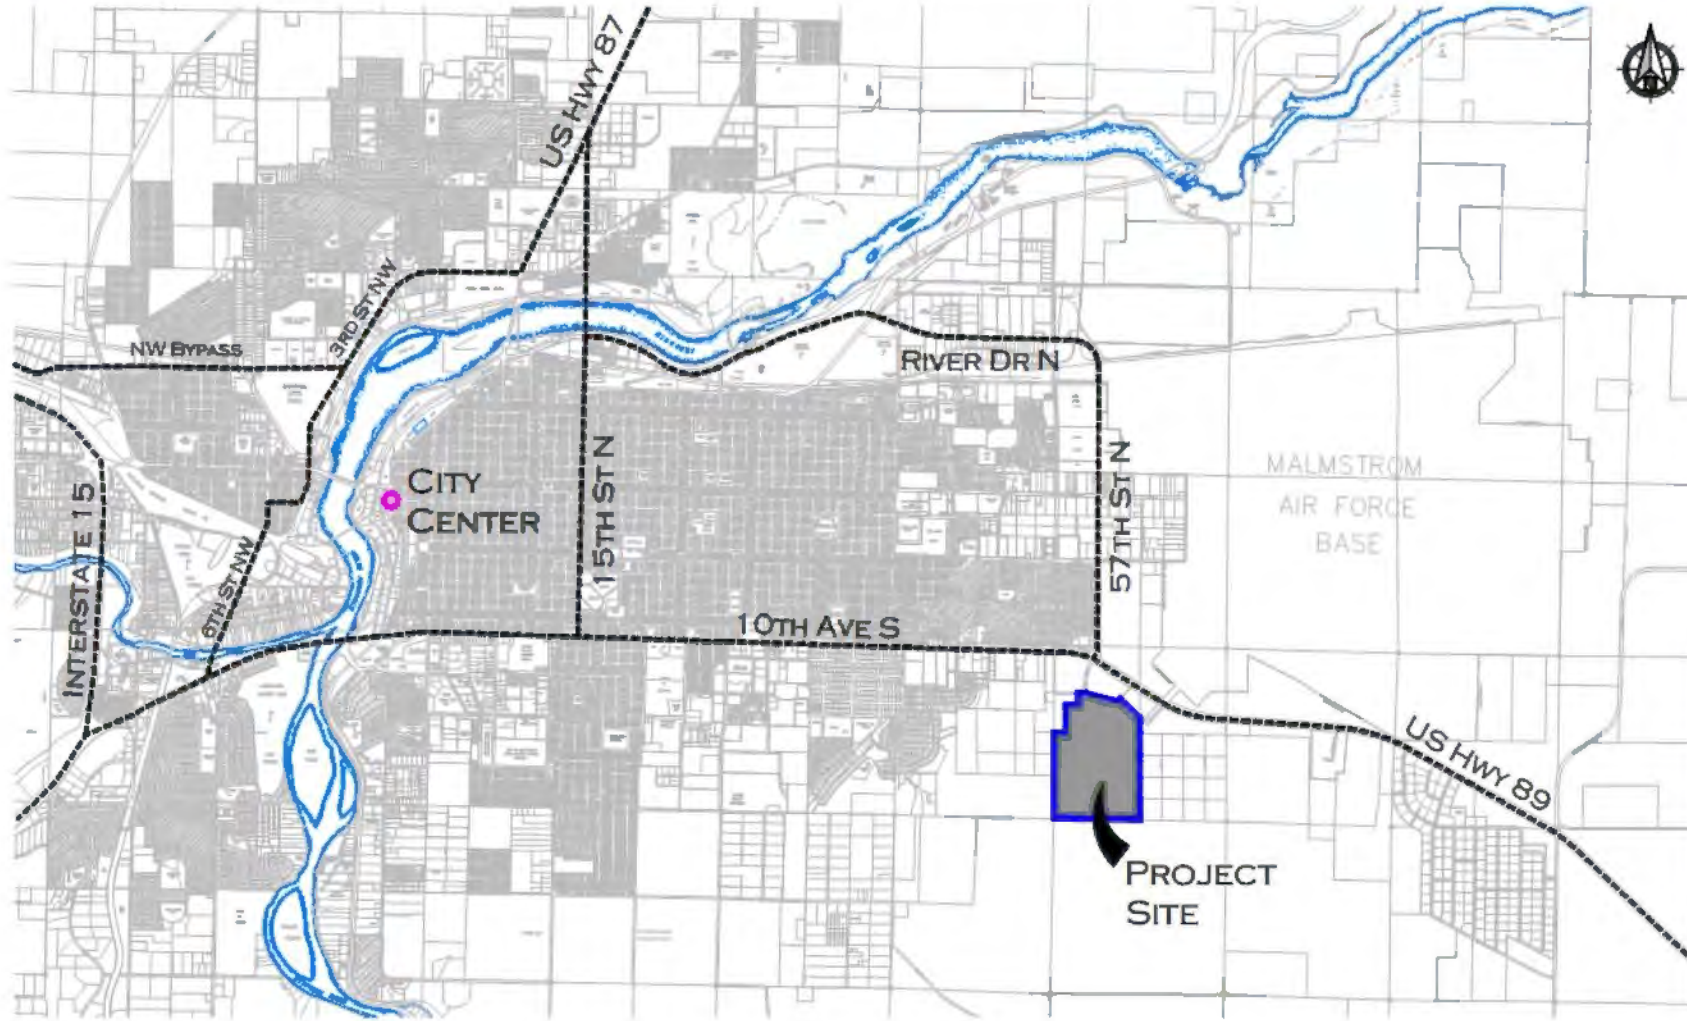 US HWY 87
3RD ST NW
NW BYPASS
RIVER DR N
CITY
CENTER
15TH ST N
57TH ST N
MALMSTROM
AIR FORCE
BASE
INTERSTATE 15
6TH ST NW
10TH AVE S
US HWY 89
PROJECT
SITE